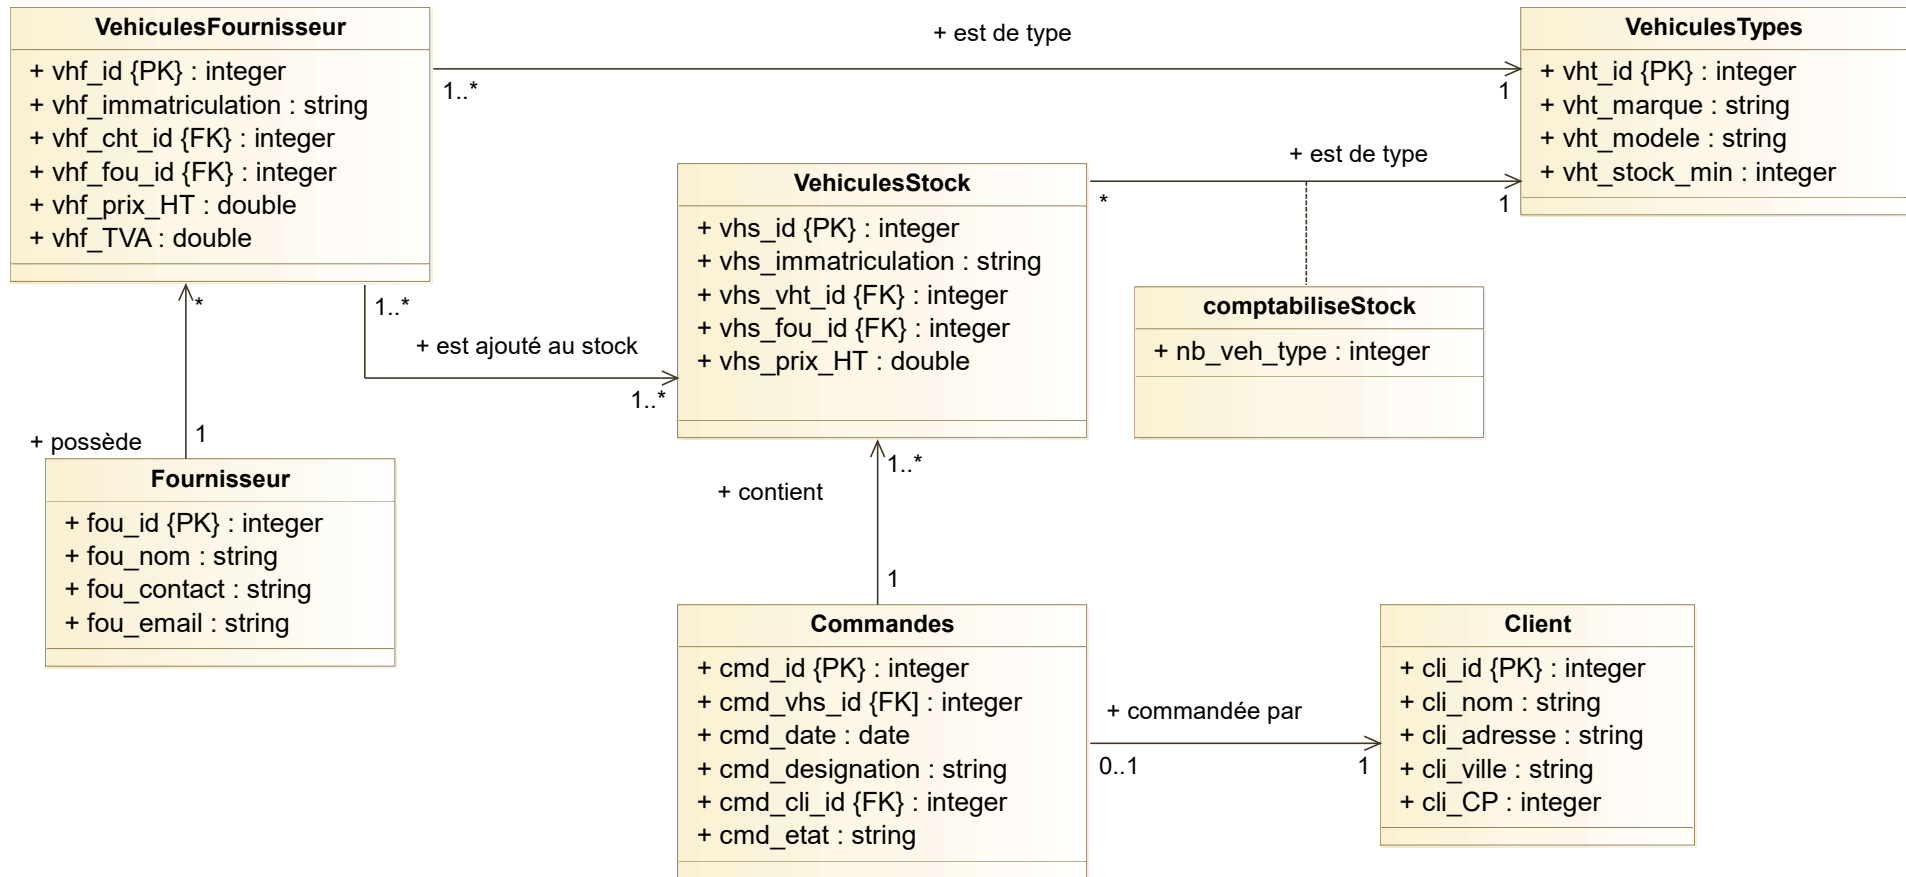 VehiculesFournisseur
+ vhf_id {PK} : integer
+ vhf_immatriculation : string
+ vhf_cht_id {FK} : integer
+ vhf_fou_id {FK} : integer
+ vhf_prix_HT : double
+ vhf_TVA : double
+ est de type
1..*
1
VehiculesTypes
+ vht_id {PK} : integer
+ vht_marque : string
+ vht_modele : string
+ vht_stock_min : integer
VehiculesStock
+ vhs_id {PK} : integer
+ vhs_immatriculation : string
+ vhs_vht_id {FK} : integer
+ vhs_fou_id {FK} : integer
+ vhs_prix_HT : double
+ est de type
*
1
comptabiliseStock
+ nb_veh_type : integer
*
1..*
+ est ajouté au stock
1..*
+ possède
1
Fournisseur
+ fou_id {PK} : integer
+ fou_nom : string
+ fou_contact : string
+ fou_email : string
1..*
+ contient
1
Commandes
+ cmd_id {PK} : integer
+ cmd_vhs_id {FK] : integer
+ cmd_date : date
+ cmd_designation : string
+ cmd_cli_id {FK} : integer
+ cmd_etat : string
+ commandée par
0..1
1
Client
+ cli_id {PK} : integer
+ cli_nom : string
+ cli_adresse : string
+ cli_ville : string
+ cli_CP : integer